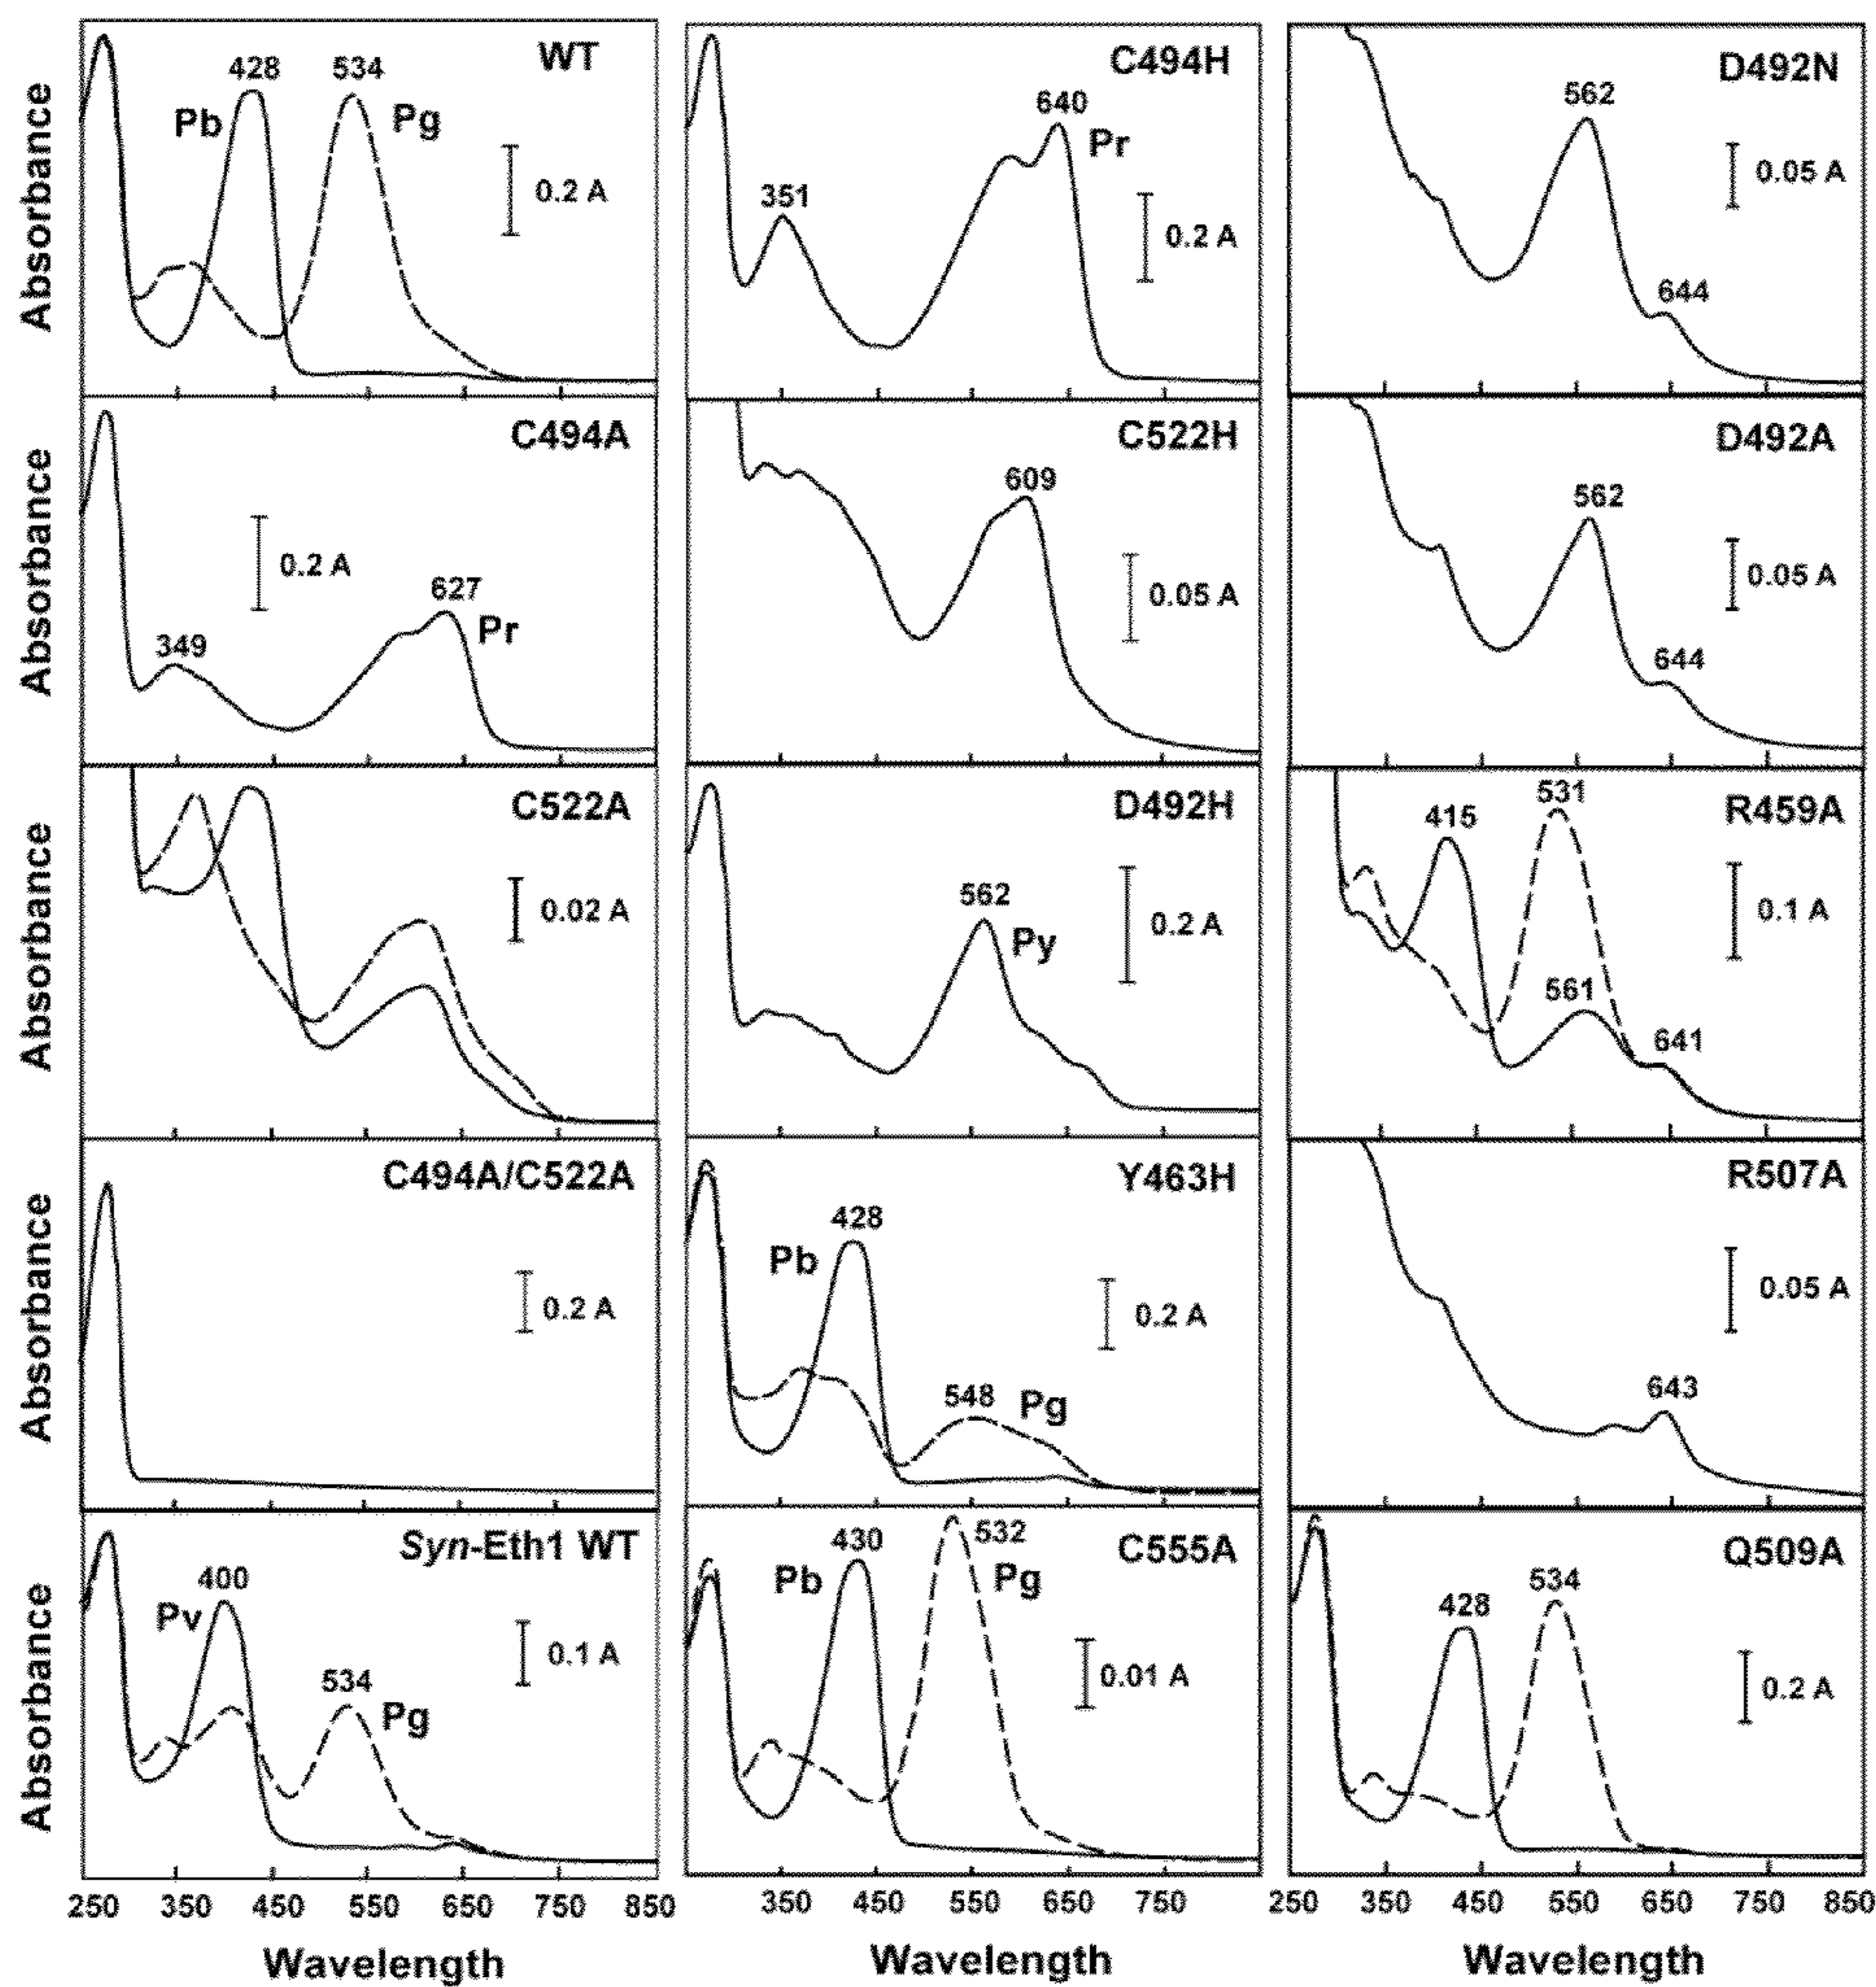 Absorbance
WT
428
534
Pb
Pg
0.2 A
C494H
640
Pr
351
0.2 A
D492N
562
0.05 A
644
Absorbance
C494A
0.2 A
627
349
Pr
C522H
609
0.05 A
D492A
562
0.05 A
644
Absorbance
C522A
0.02 A
D492H
562
Py
0.2 A
R459A
531
415
0.1 A
561
641
Absorbance
C494A/C522A
0.2 A
Y463H
428
Pb
0.2 A
548
Pg
R507A
0.05 A
643
Absorbance
Syn-Eth1 WT
400
Pv
0.1 A
534
Pg
C555A
430
532
Pb
Pg
0.01 A
Q509A
534
428
0.2 A
250 350 450 550 650 750 850
350 450 550 650 750
250 350 450 550 650 750 850
Wavelength
Wavelength
Wavelength